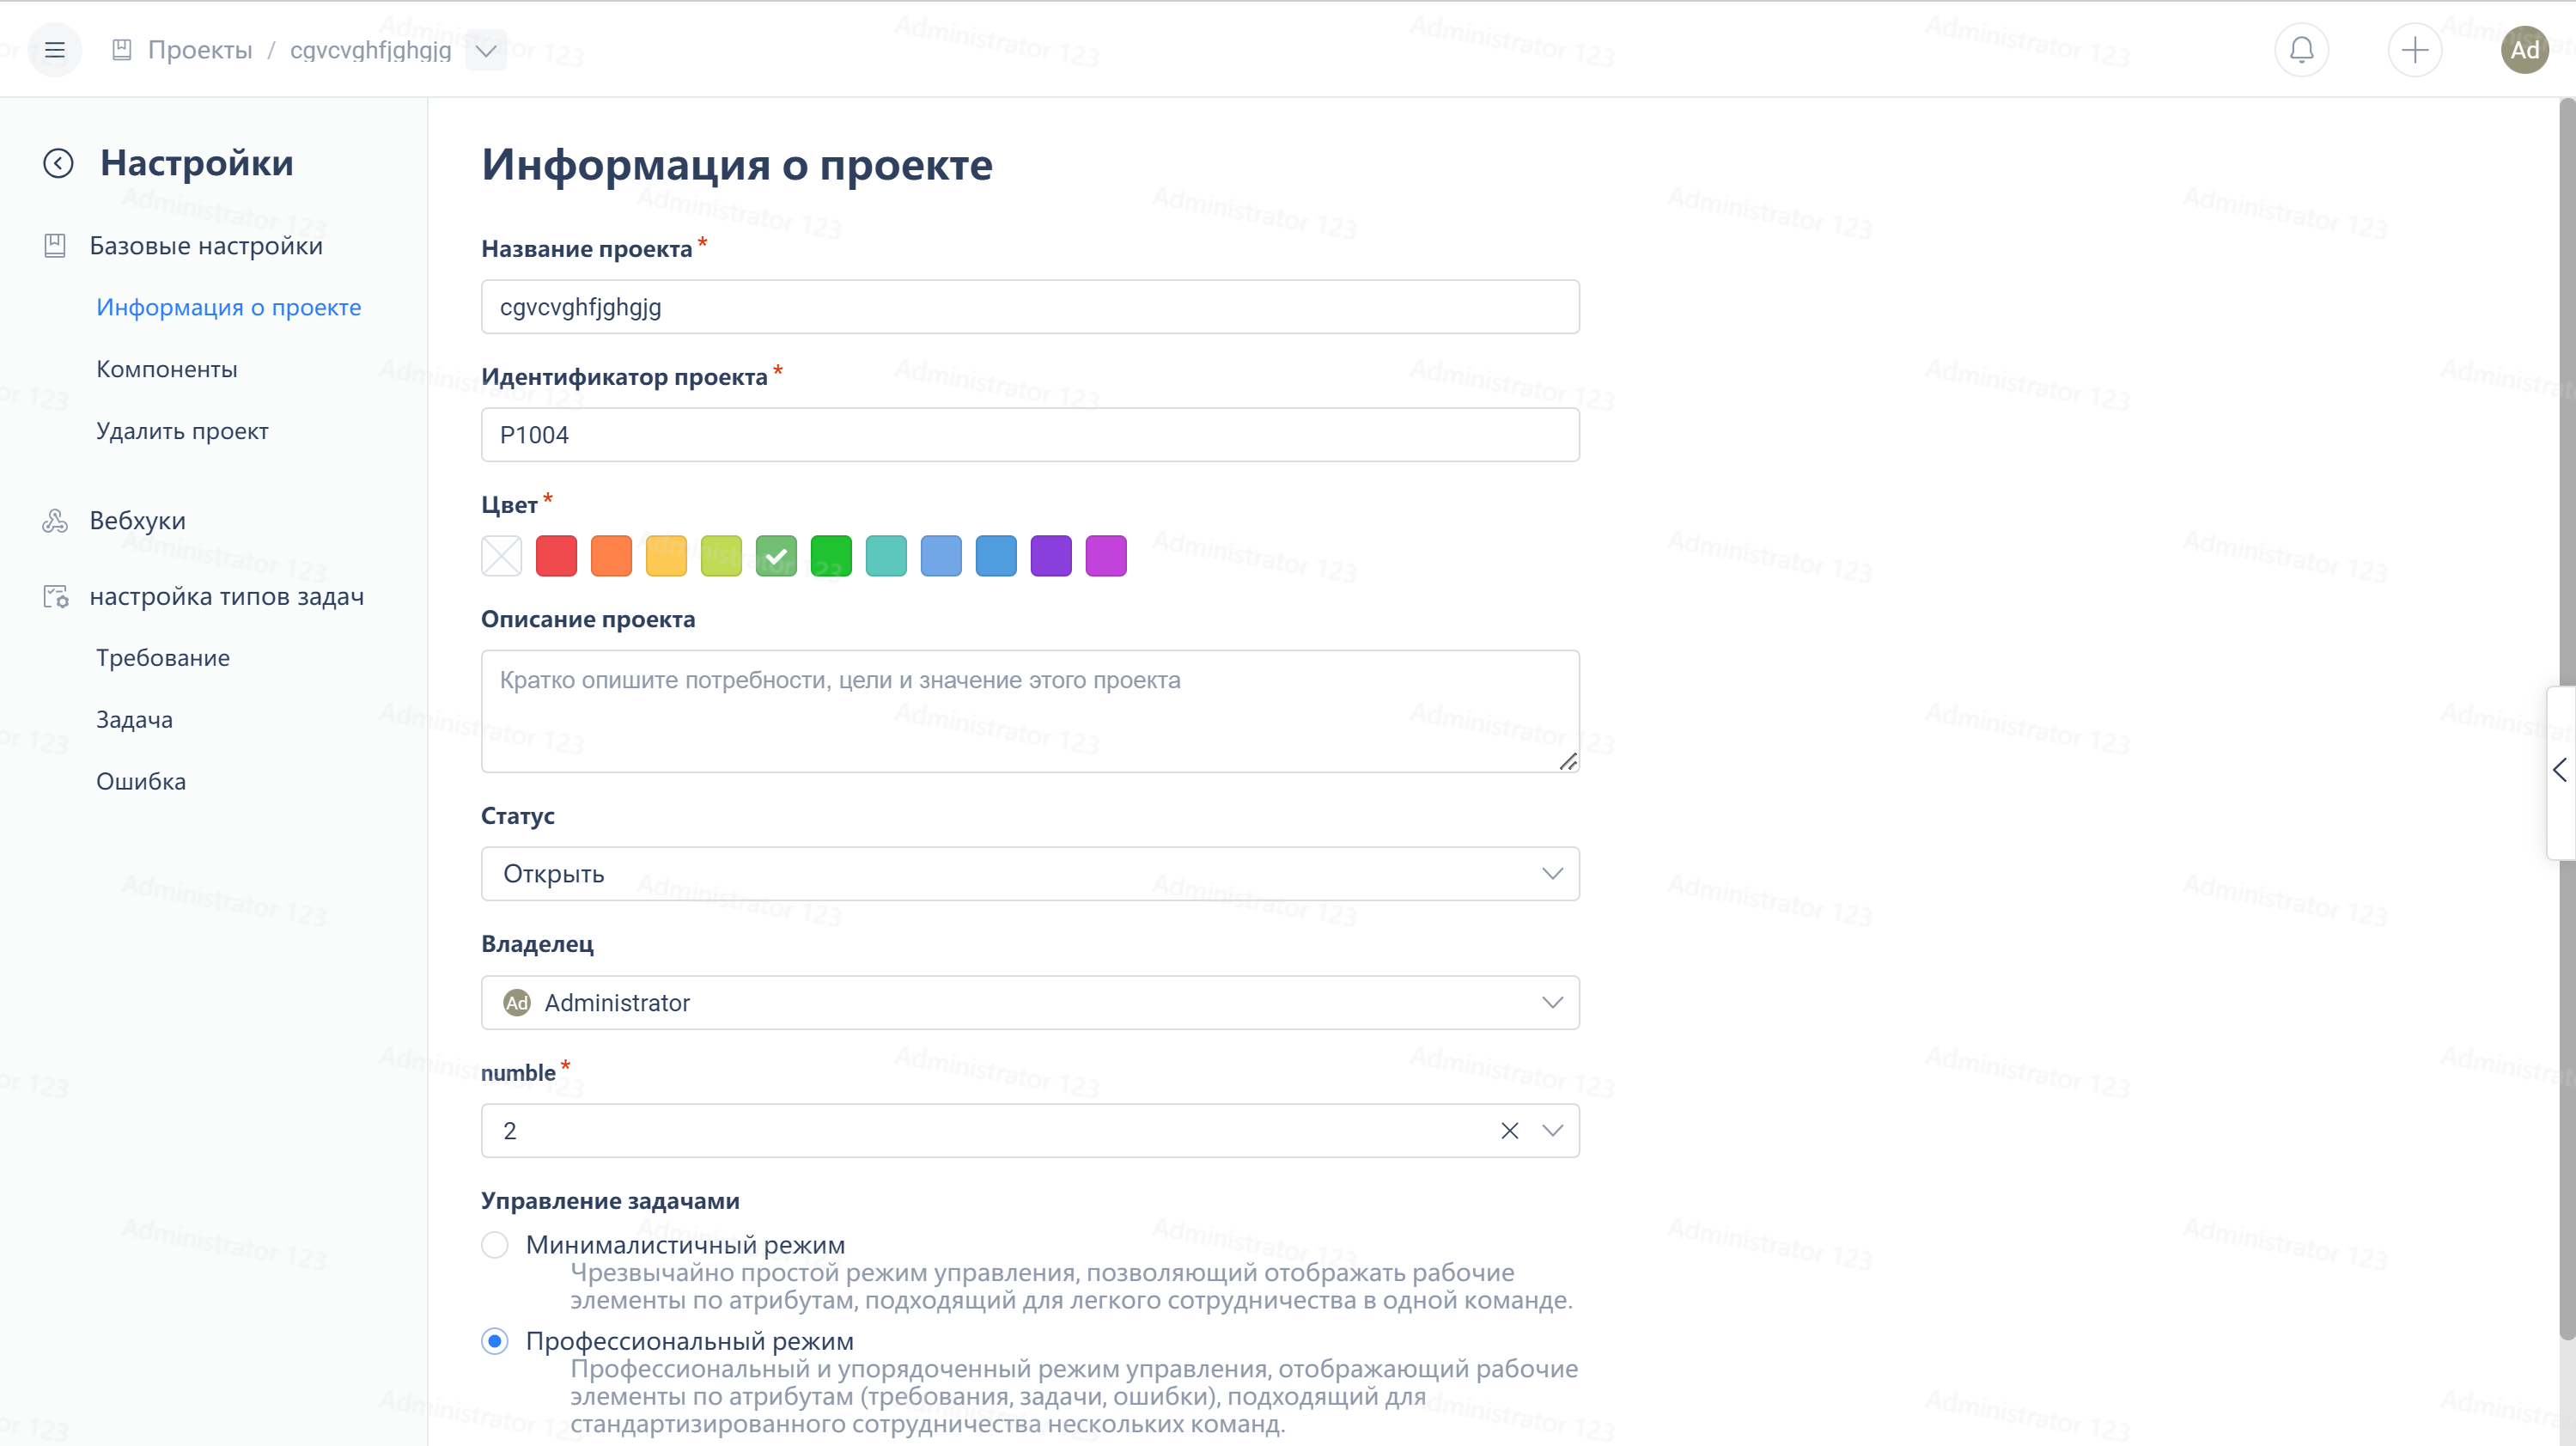 Проекты / cgvcvghfjghgjg
Ad
Настройки
Базовые настройки
Информация о проекте
Компоненты
Удалить проект
Вебхуки
настройка типов задач
Требование
Задача
Ошибка
Информация о проекте
Название проекта *
cgvcvghfjghgjg
Идентификатор проекта *
P1004
Цвет *
Описание проекта
Кратко опишите потребности, цели и значение этого проекта
Статус
Открыть
Владелец
Ad Administrator
numble *
2
Управление задачами
Минималистичный режим
Чрезвычайно простой режим управления, позволяющий отображать рабочие
элементы по атрибутам, подходящий для легкого сотрудничества в одной команде.
Профессиональный режим
Профессиональный и упорядоченный режим управления, отображающий рабочие
элементы по атрибутам (требования, задачи, ошибки), подходящий для
стандартизированного сотрудничества нескольких команд.
Administrator 123